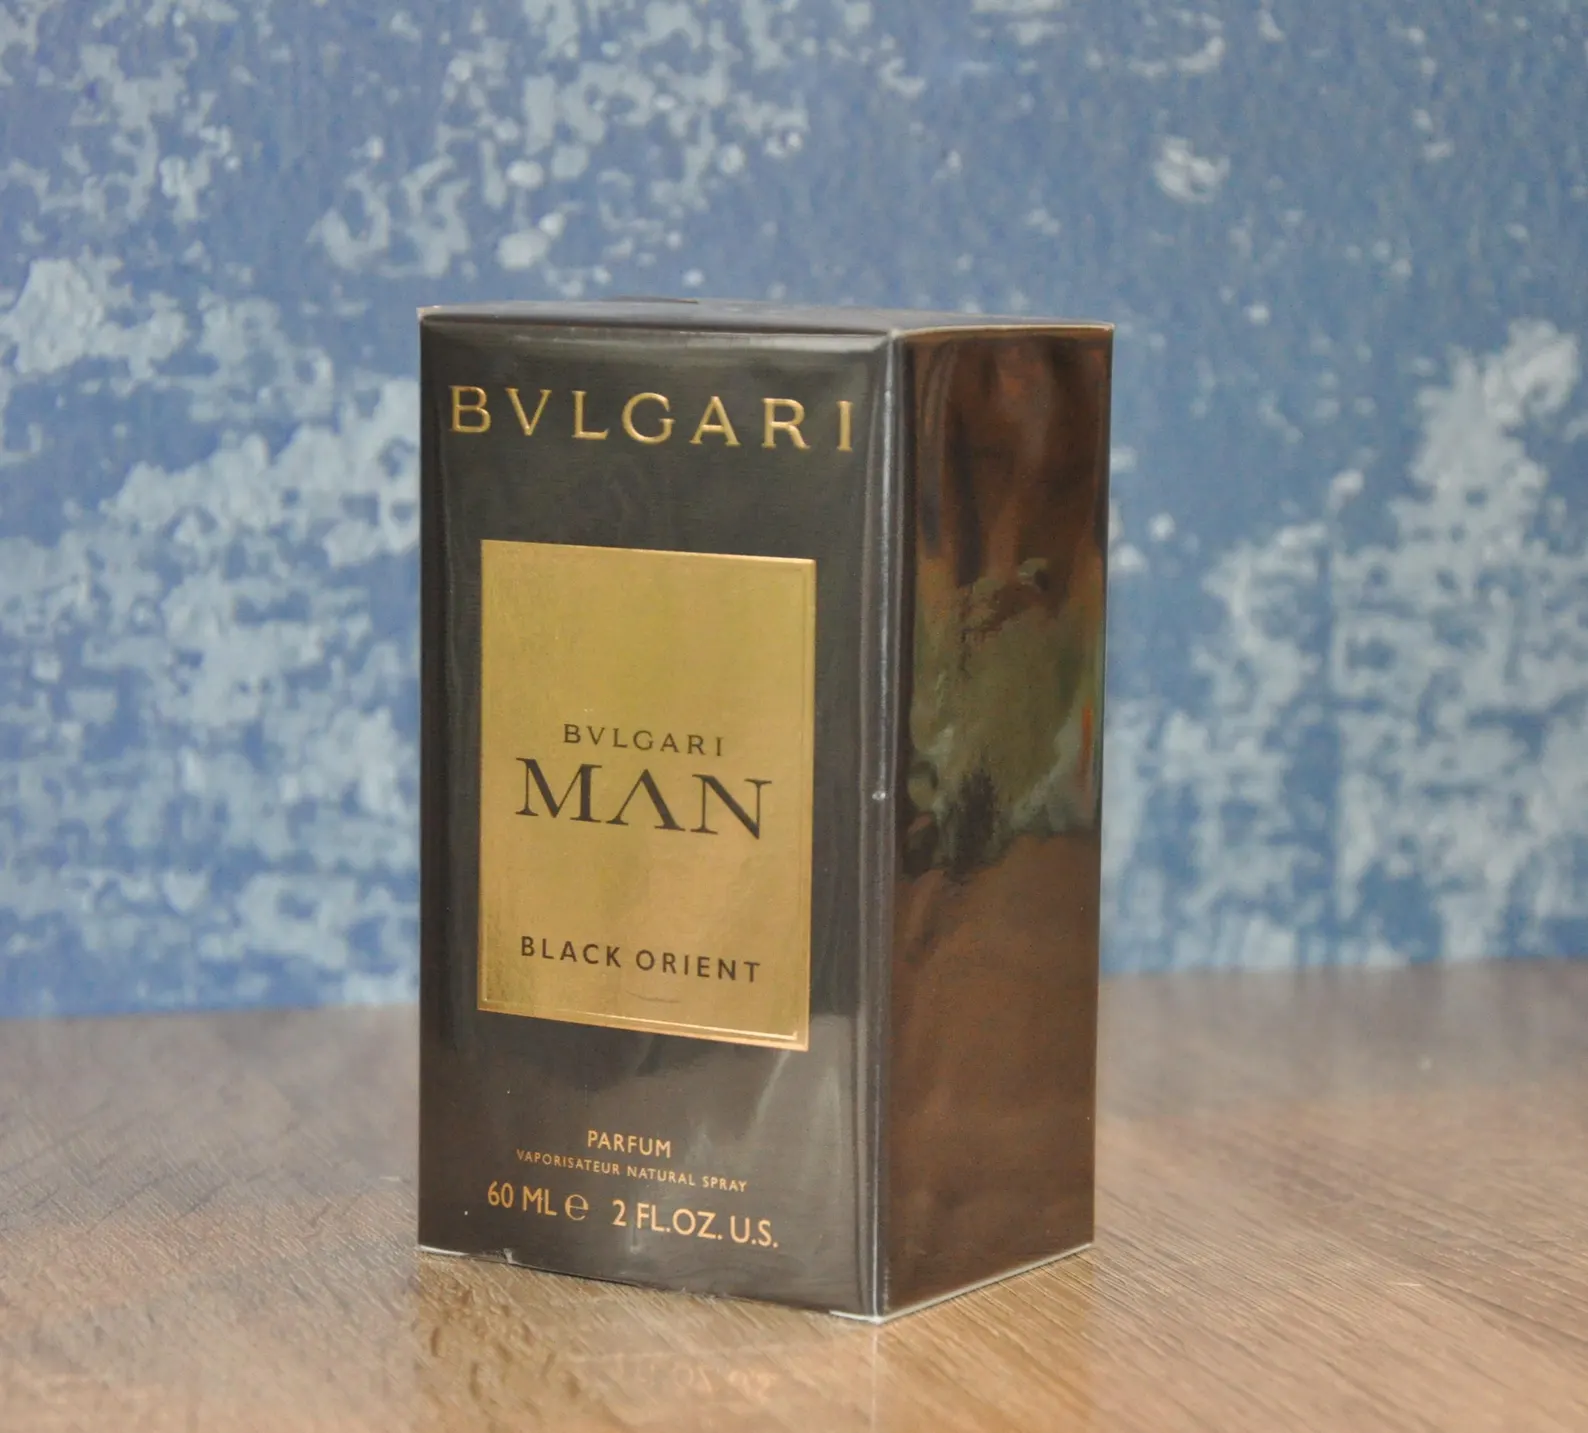 BVLGARI
BVLGARI
MAN
BLACK ORIENT
PARFUM
VAPORISATEUR NATURAL SPRAY
60 ML ℮ 2 FL.OZ. U.S.